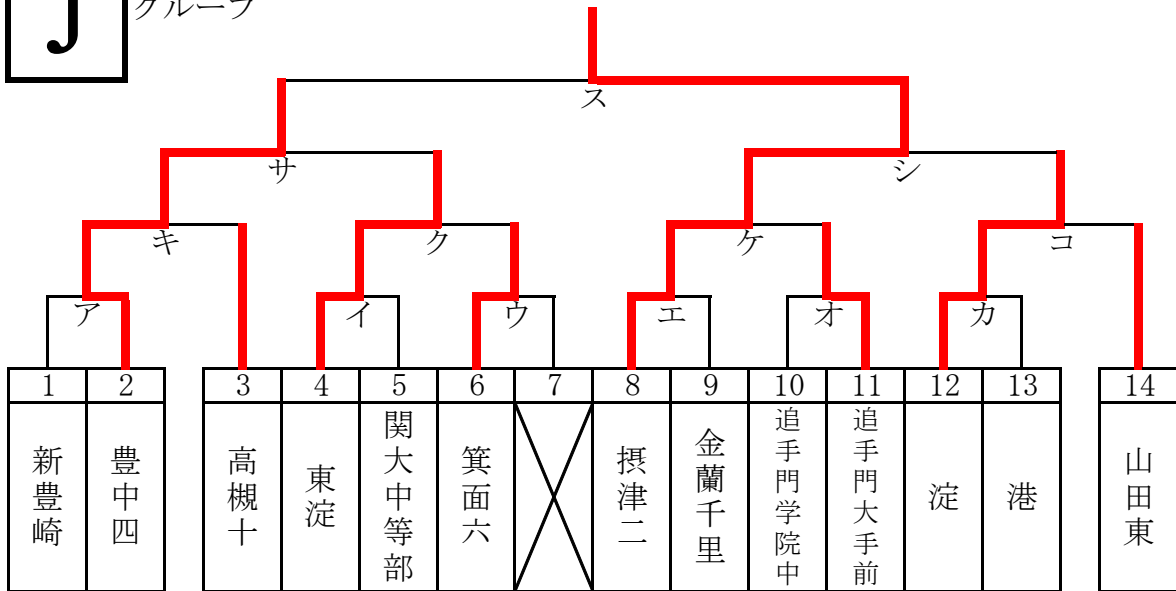 J
グループ
ス
サ
シ
キ
ク
ケ
コ
ア
イ
ウ
エ
オ
カ
1
2
3
4
5
6
7
8
9
10
11
12
13
14
新豊崎
豊中四
高槻十
東淀
関大中等部
箕面六
摂津二
金蘭千里
追手門学院中
追手門大手前
淀
港
山田東